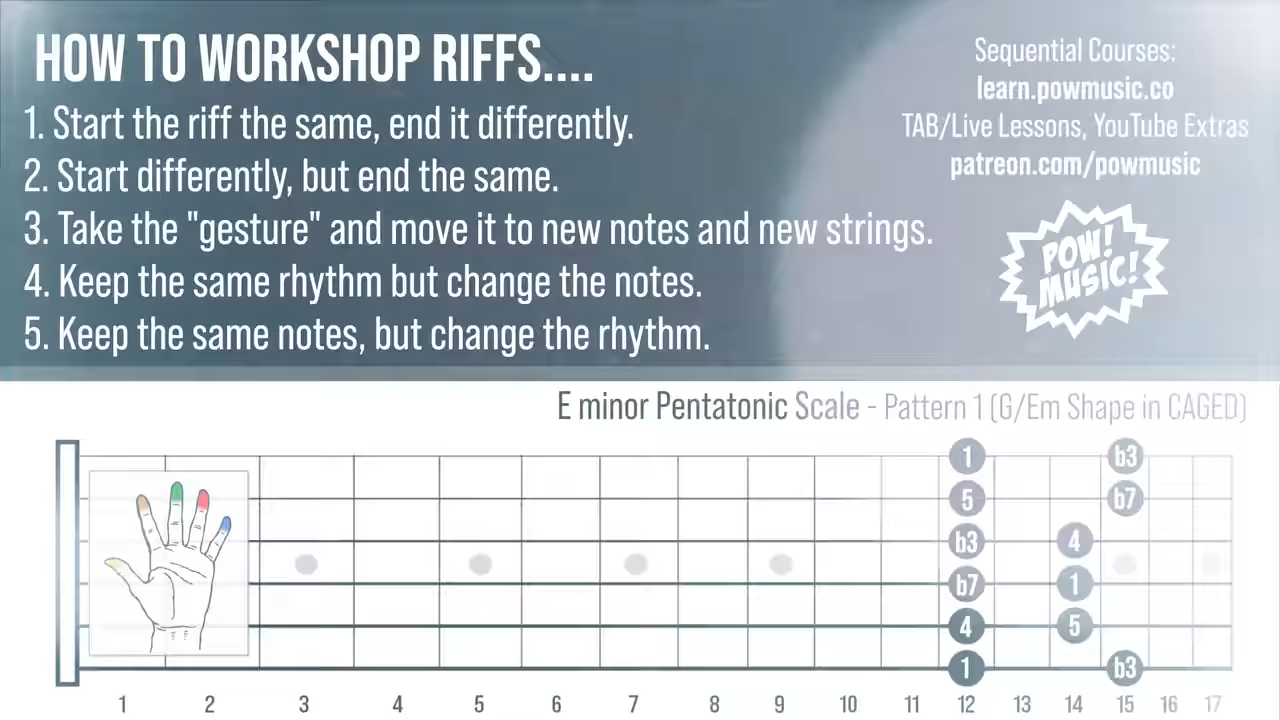 HOW TO WORKSHOP RIFFS....
1. Start the riff the same, end it differently.
2. Start differently, but end the same.
3. Take the "gesture" and move it to new notes and new strings.
4. Keep the same rhythm but change the notes.
5. Keep the same notes, but change the rhythm.
Sequential Courses:
learn.powmusic.co
TAB/Live Lessons, YouTube Extras
patreon.com/powmusic
POW!
MUSIC!
E minor Pentatonic Scale - Pattern 1 (G/Em Shape in CAGED)
1 b3
5 b7
b3 4
b7 1
4 5
1 b3
1 2 3 4 5 6 7 8 9 10 11 12 13 14 15 16 17